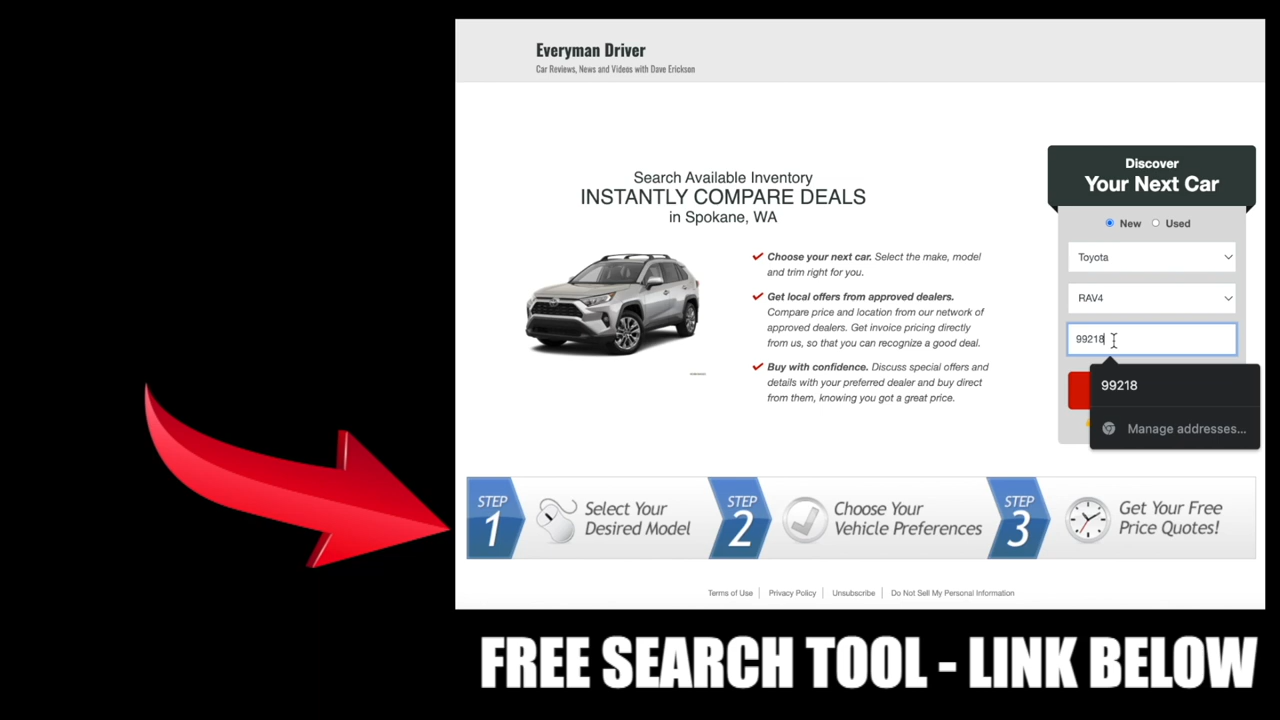 Everyman Driver
Car Reviews, News and Videos with Dave Erickson
Search Available Inventory
INSTANTLY COMPARE DEALS
in Spokane, WA
Choose your next car. Select the make, model
and trim right for you.
Get local offers from approved dealers.
Compare price and location from our network of
approved dealers. Get invoice pricing directly
from us, so that you can recognize a good deal.
Buy with confidence. Discuss special offers and
details with your preferred dealer and buy direct
from them, knowing you got a great price.
Discover
Your Next Car
New Used
Toyota
RAV4
99218
99218
Manage addresses...
STEP
1
Select Your
Desired Model
STEP
2
Choose Your
Vehicle Preferences
STEP
3
Get Your Free
Price Quotes!
Terms of Use | Privacy Policy | Unsubscribe | Do Not Sell My Personal Information
FREE SEARCH TOOL - LINK BELOW